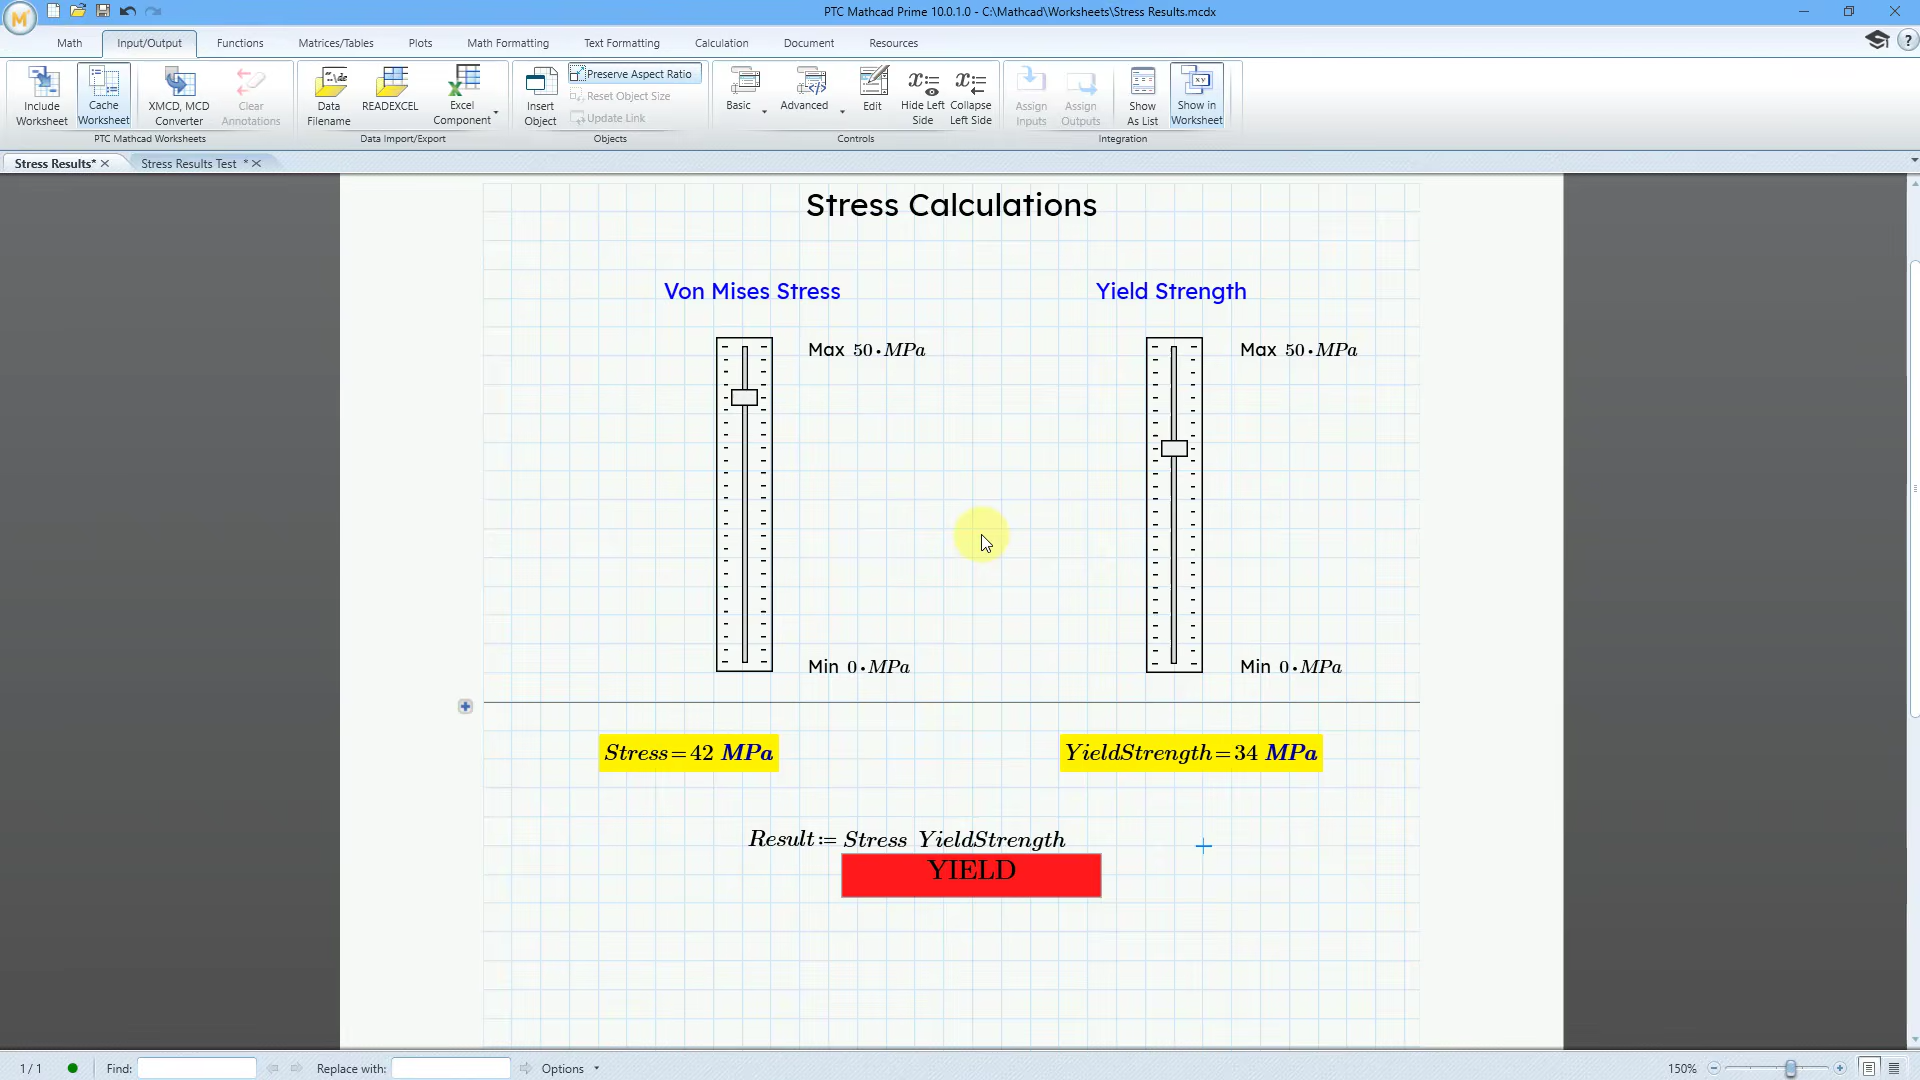 PTC Mathcad Prime 10.0.1.0 - C:\Mathcad\Worksheets\Stress Results.mcdx
Math Input/Output Functions Matrices/Tables Plots Math Formatting Text Formatting Calculation Document Resources
Include Worksheet
Cache Worksheet
XMCD, MCD Converter
Clear Annotations
PTC Mathcad Worksheets
Data Filename
READEXCEL
Excel Component
Data Import/Export
Insert Object
Preserve Aspect Ratio
Reset Object Size
Update Link
Objects
Basic
Advanced
Edit
Hide Left Side
Collapse Left Side
Controls
Assign Inputs
Assign Outputs
Show As List
Show in Worksheet
Integration
Stress Results*
Stress Results Test *
Stress Calculations
Von Mises Stress
Yield Strength
Max 50·MPa
Max 50·MPa
Min 0·MPa
Min 0·MPa
Stress=42 MPa
YieldStrength=34 MPa
Result:= Stress YieldStrength
YIELD
1 / 1
Find:
Replace with:
Options
150%